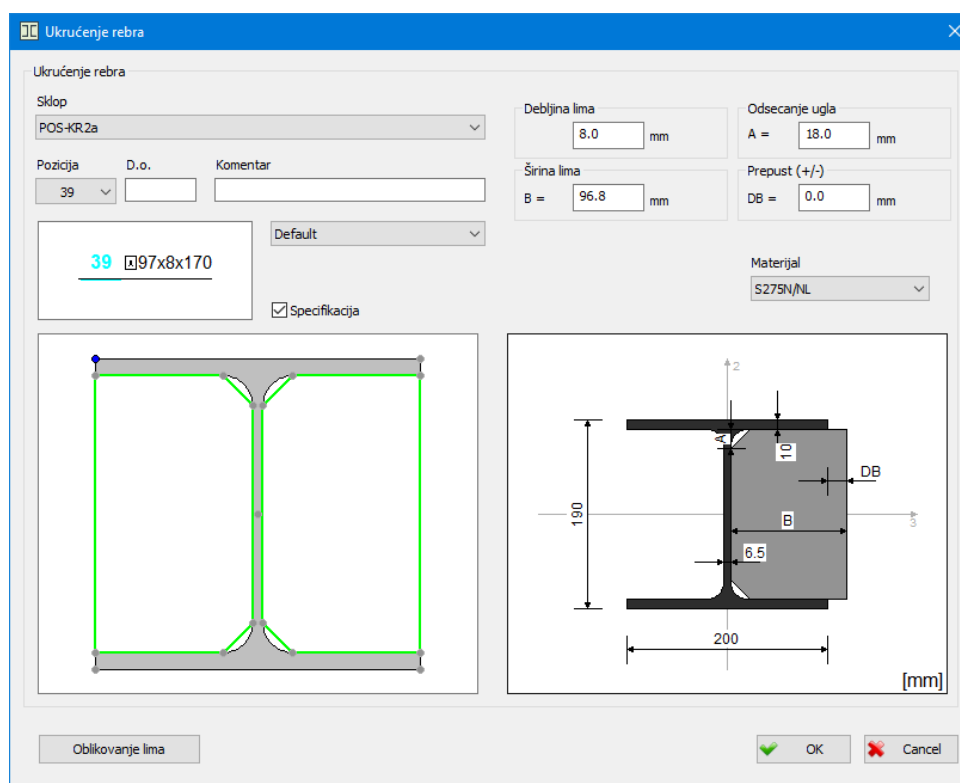 Ukrućenje rebra
Ukrućenje rebra
Sklop
POS-KR2a
Pozicija
D.o.
Komentar
39
39 97x8x170
Default
Specifikacija
Debljina lima
8.0 mm
Odsecanje ugla
A = 18.0 mm
Širina lima
B = 96.8 mm
Prepust (+/-)
DB = 0.0 mm
Materijal
S275N/NL
2
A
10
DB
190
B
3
6.5
200
[mm]
Oblikovanje lima
OK
Cancel